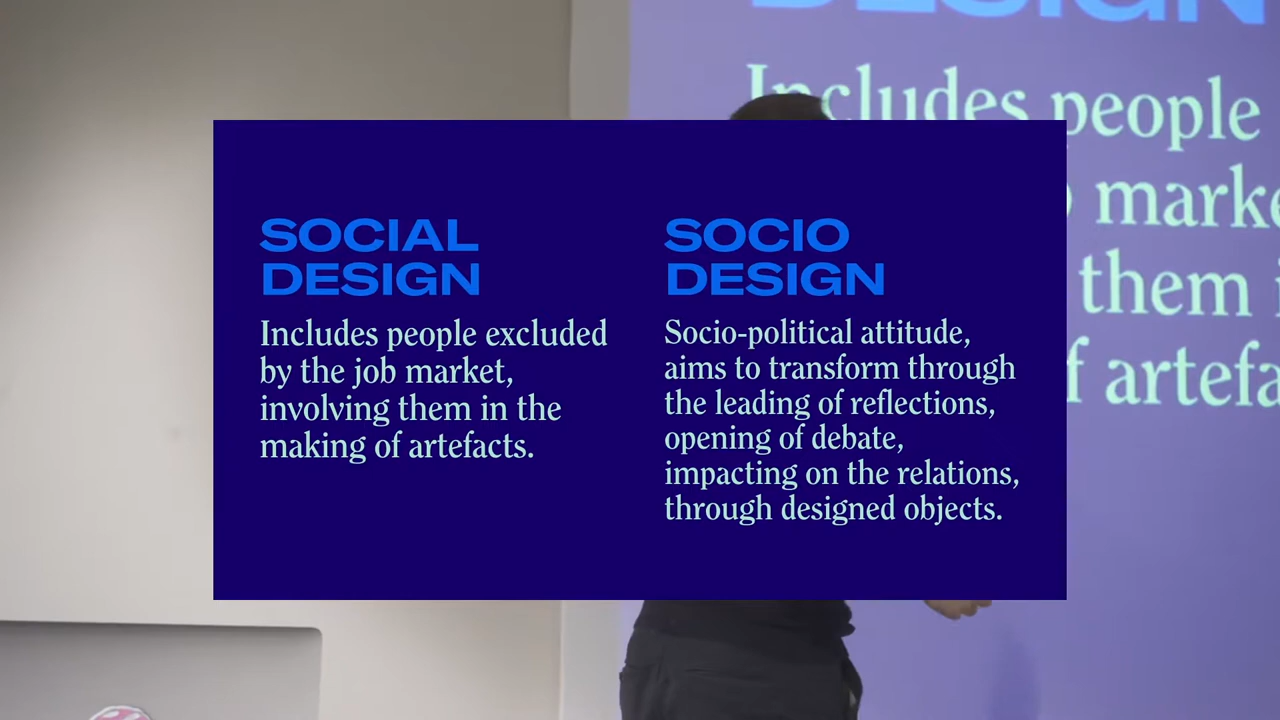 DESIGN
Includes people
marke
them i
f artefa
SOCIAL
DESIGN
Includes people excluded
by the job market,
involving them in the
making of artefacts.
SOCIO
DESIGN
Socio-political attitude,
aims to transform through
the leading of reflections,
opening of debate,
impacting on the relations,
through designed objects.